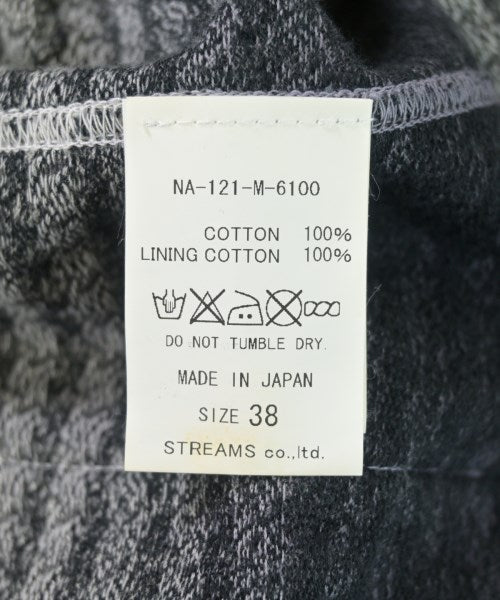 NA-121-M-6100
COTTON 100%
LINING COTTON 100%
DO NOT TUMBLE DRY.
MADE IN JAPAN
SIZE 38
STREAMS co.,ltd.